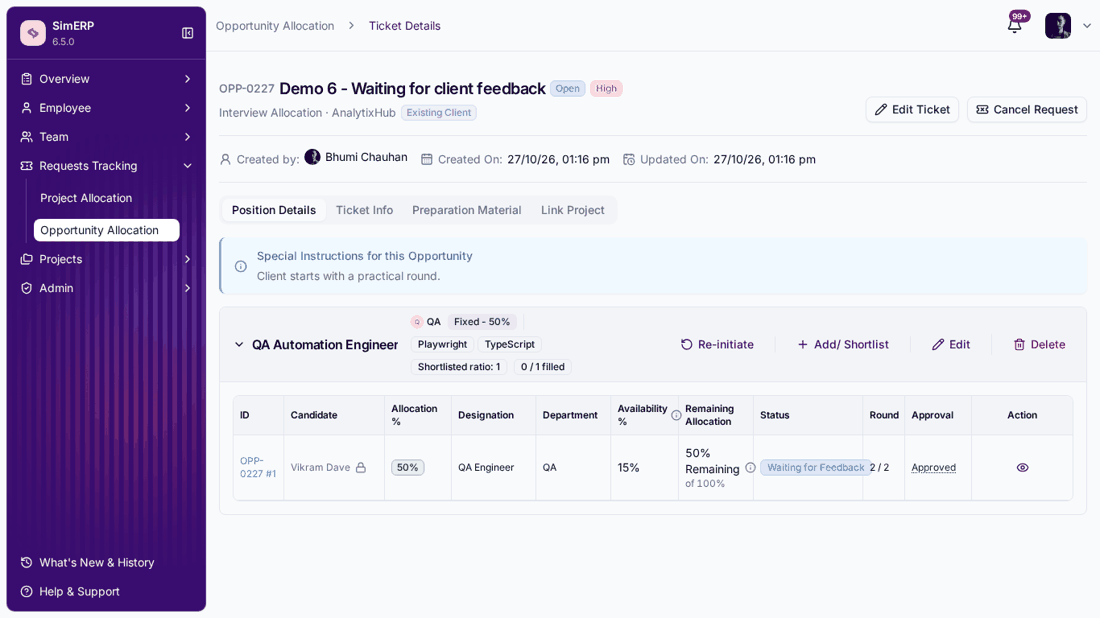 SimERP
6.5.0
Overview
Employee
Team
Requests Tracking
Project Allocation
Opportunity Allocation
Projects
Admin
What's New & History
Help & Support
Opportunity Allocation > Ticket Details
99+
OPP-0227 Demo 6 - Waiting for client feedback Open High
Interview Allocation · AnalytixHub Existing Client
Edit Ticket Cancel Request
Created by: Bhumi Chauhan Created On: 27/10/26, 01:16 pm Updated On: 27/10/26, 01:16 pm
Position Details Ticket Info Preparation Material Link Project
Special Instructions for this Opportunity
Client starts with a practical round.
QA Automation Engineer
Q QA Fixed - 50%
Playwright TypeScript
Shortlisted ratio: 1 0 / 1 filled
Re-initiate + Add/ Shortlist Edit Delete
ID Candidate Allocation % Designation Department Availability % Remaining Allocation Status Round Approval Action
OPP-0227 #1 Vikram Dave 50% QA Engineer QA 15% 50% Remaining of 100% Waiting for Feedback 2 / 2 Approved